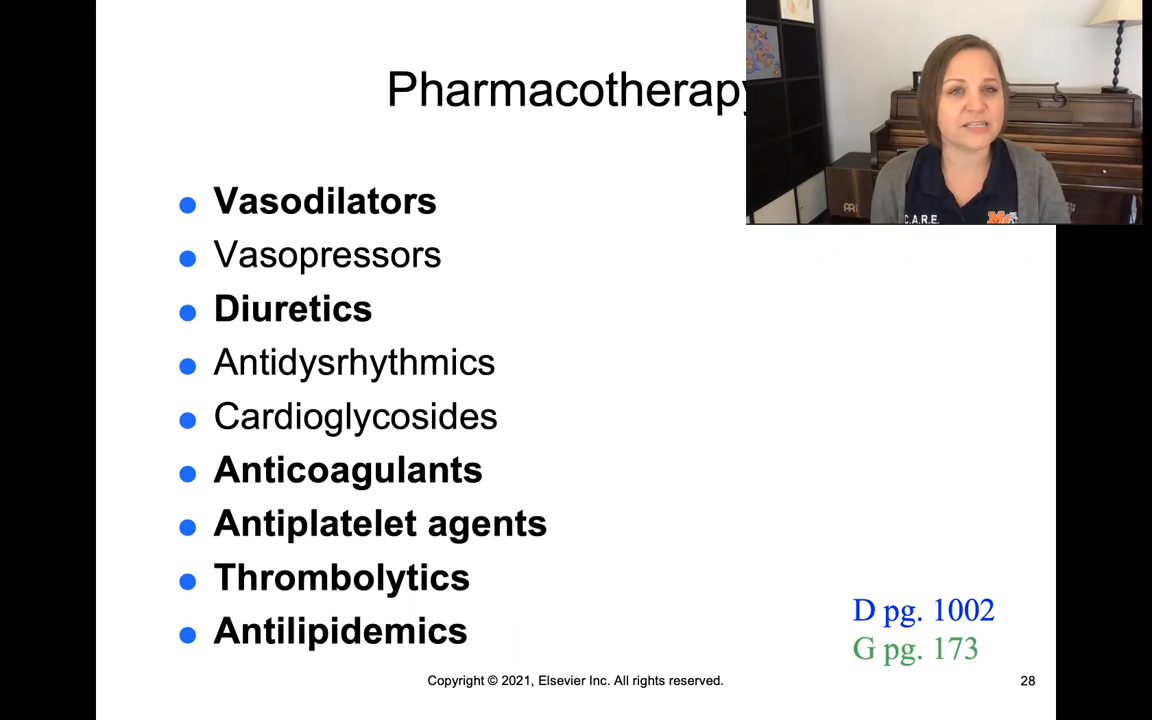 Pharmacotherapy
Vasodilators
Vasopressors
Diuretics
Antidysrhythmics
Cardioglycosides
Anticoagulants
Antiplatelet agents
Thrombolytics
Antilipidemics
D pg. 1002
G pg. 173
Copyright © 2021, Elsevier Inc. All rights reserved.
28
C.A.R.E.
MEINL